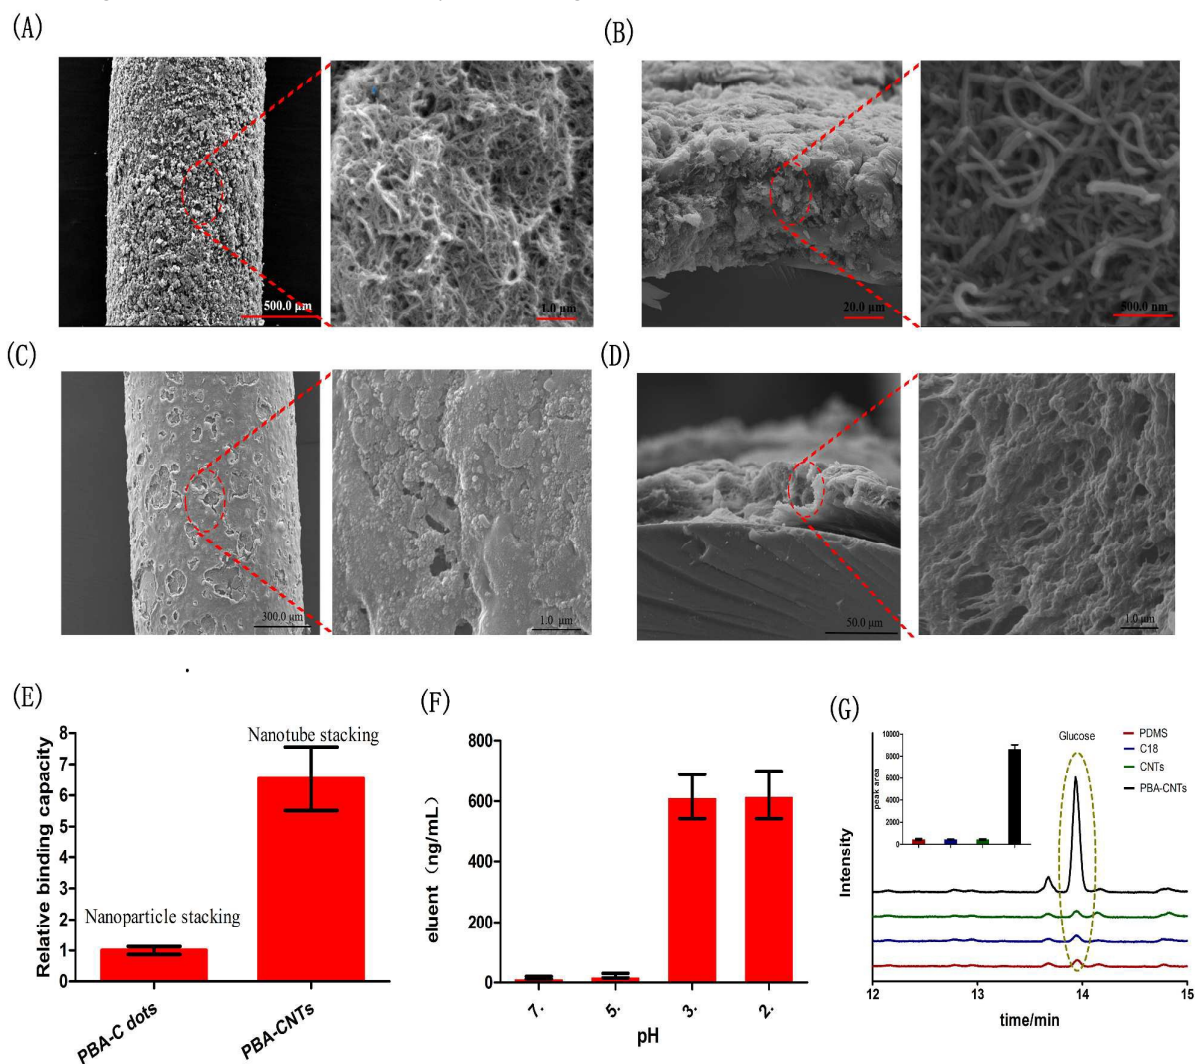 (A)
(B)
500.0 μm
1.0 μm
20.0 μm
500.0 nm
(C)
(D)
300.0 μm
1.0 μm
50.0 μm
1.0 μm
(E)
Relative binding capacity
8
7
6
5
4
3
2
1
0
Nanoparticle stacking
Nanotube stacking
PBA-C dots
PBA-CNTs
(F)
eluent (ng/mL)
800
600
400
200
0
7.
5.
3.
2.
pH
(G)
Intensity
peak area
10000
8000
6000
4000
2000
0
Glucose
PDMS
C18
CNTs
PBA-CNTs
12
13
14
15
time/min